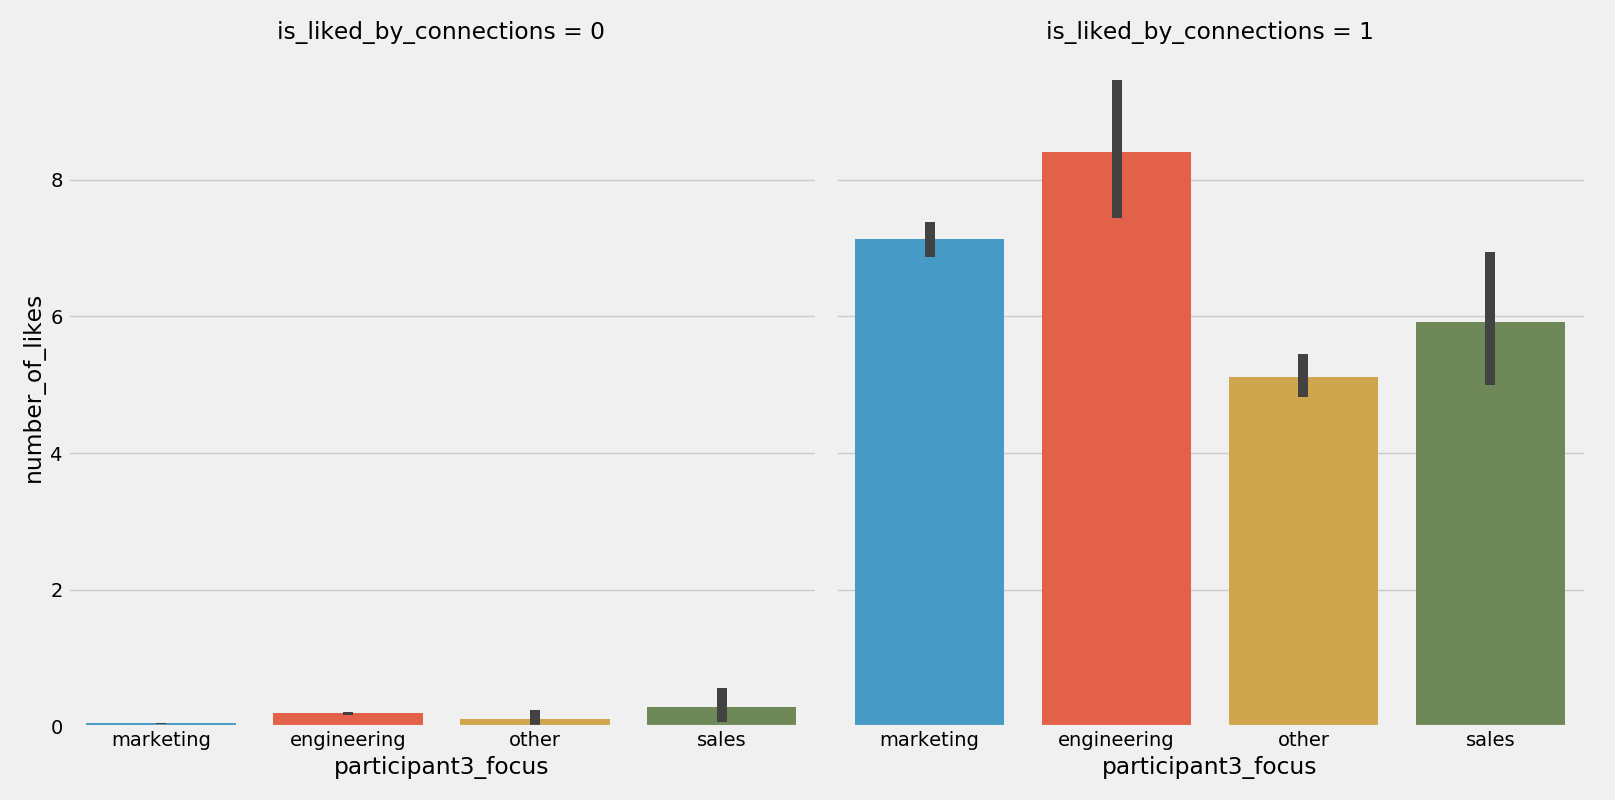 is_liked_by_connections = 0
is_liked_by_connections = 1
number_of_likes
8
6
4
2
0
marketing engineering other sales
marketing engineering other sales
participant3_focus
participant3_focus